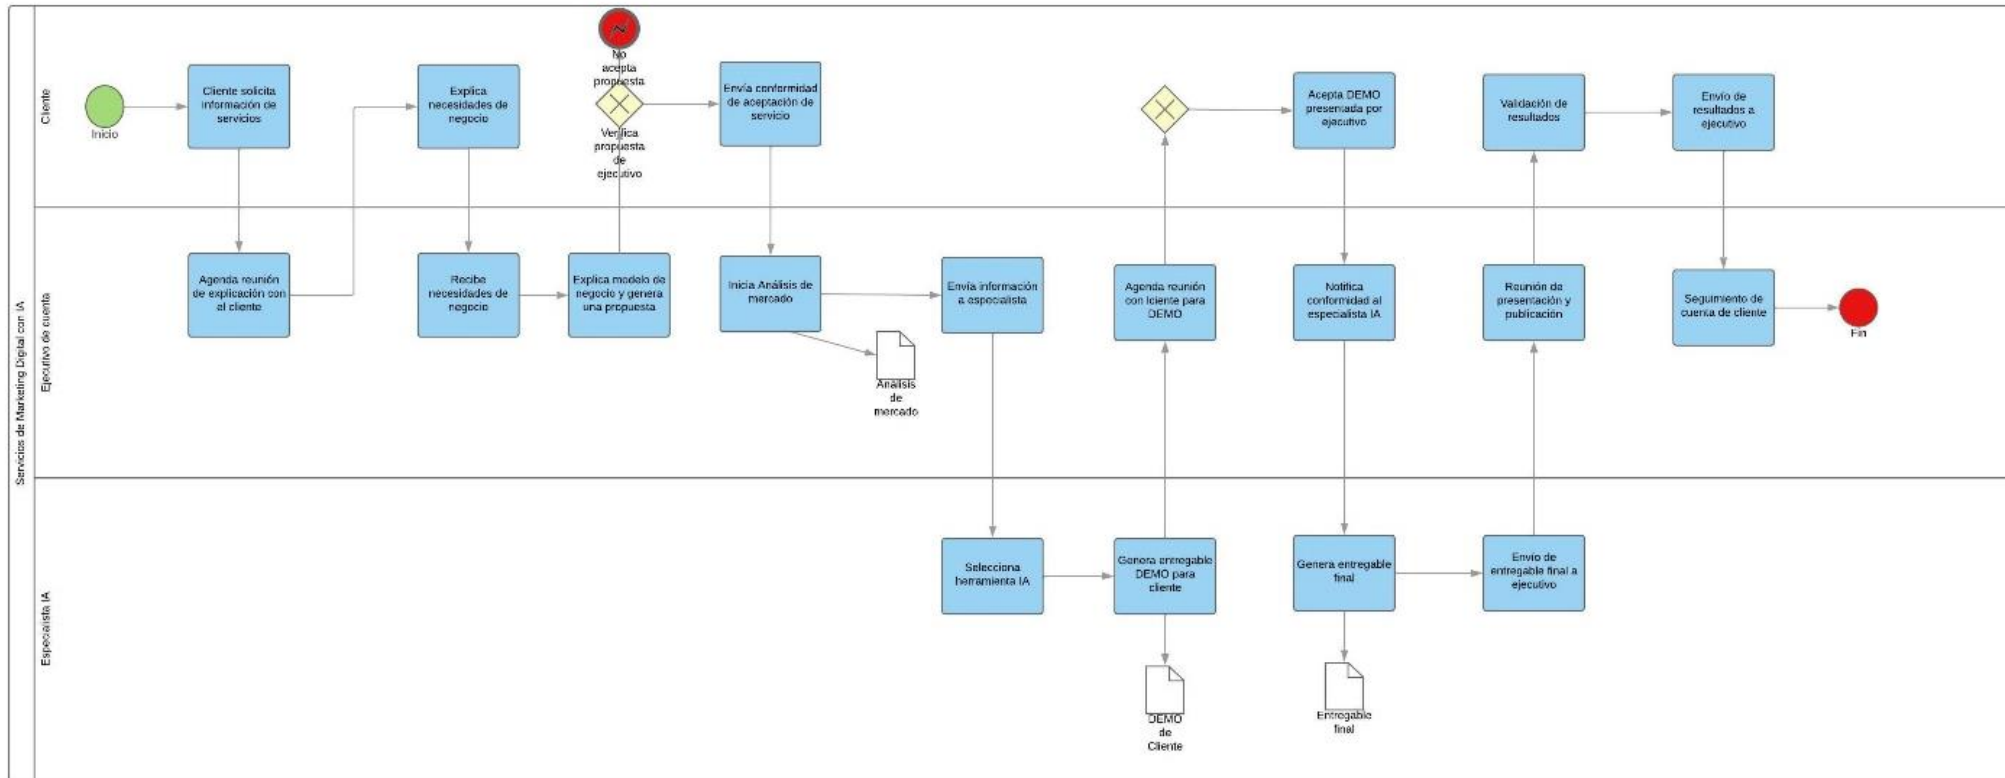 Servicios de Marketing Digital con IA
Cliente
Inicio
Cliente solicita
información de
servicios
Explica
necesidades de
negocio
No
acepta
propuesta
Verifica
propuesta
de
ejecutivo
Envía conformidad
de aceptación de
servicio
Acepta DEMO
presentada por
ejecutivo
Validación de
resultados
Envío de
resultados a
ejecutivo
Ejecutivo de cuenta
Agenda reunión
de explicación con
el cliente
Recibe
necesidades de
negocio
Explica modelo de
negocio y genera
una propuesta
Inicia Análisis de
mercado
Análisis
de
mercado
Envía información
a especialista
Agenda reunión
con lciente para
DEMO
Notifica
conformidad al
especialista IA
Reunión de
presentación y
publicación
Seguimiento de
cuenta de cliente
Fin
Especialista IA
Selecciona
herramienta IA
Genera entregable
DEMO para
cliente
DEMO
de
Cliente
Genera entregable
final
Entregable
final
Envío de
entregable final a
ejecutivo